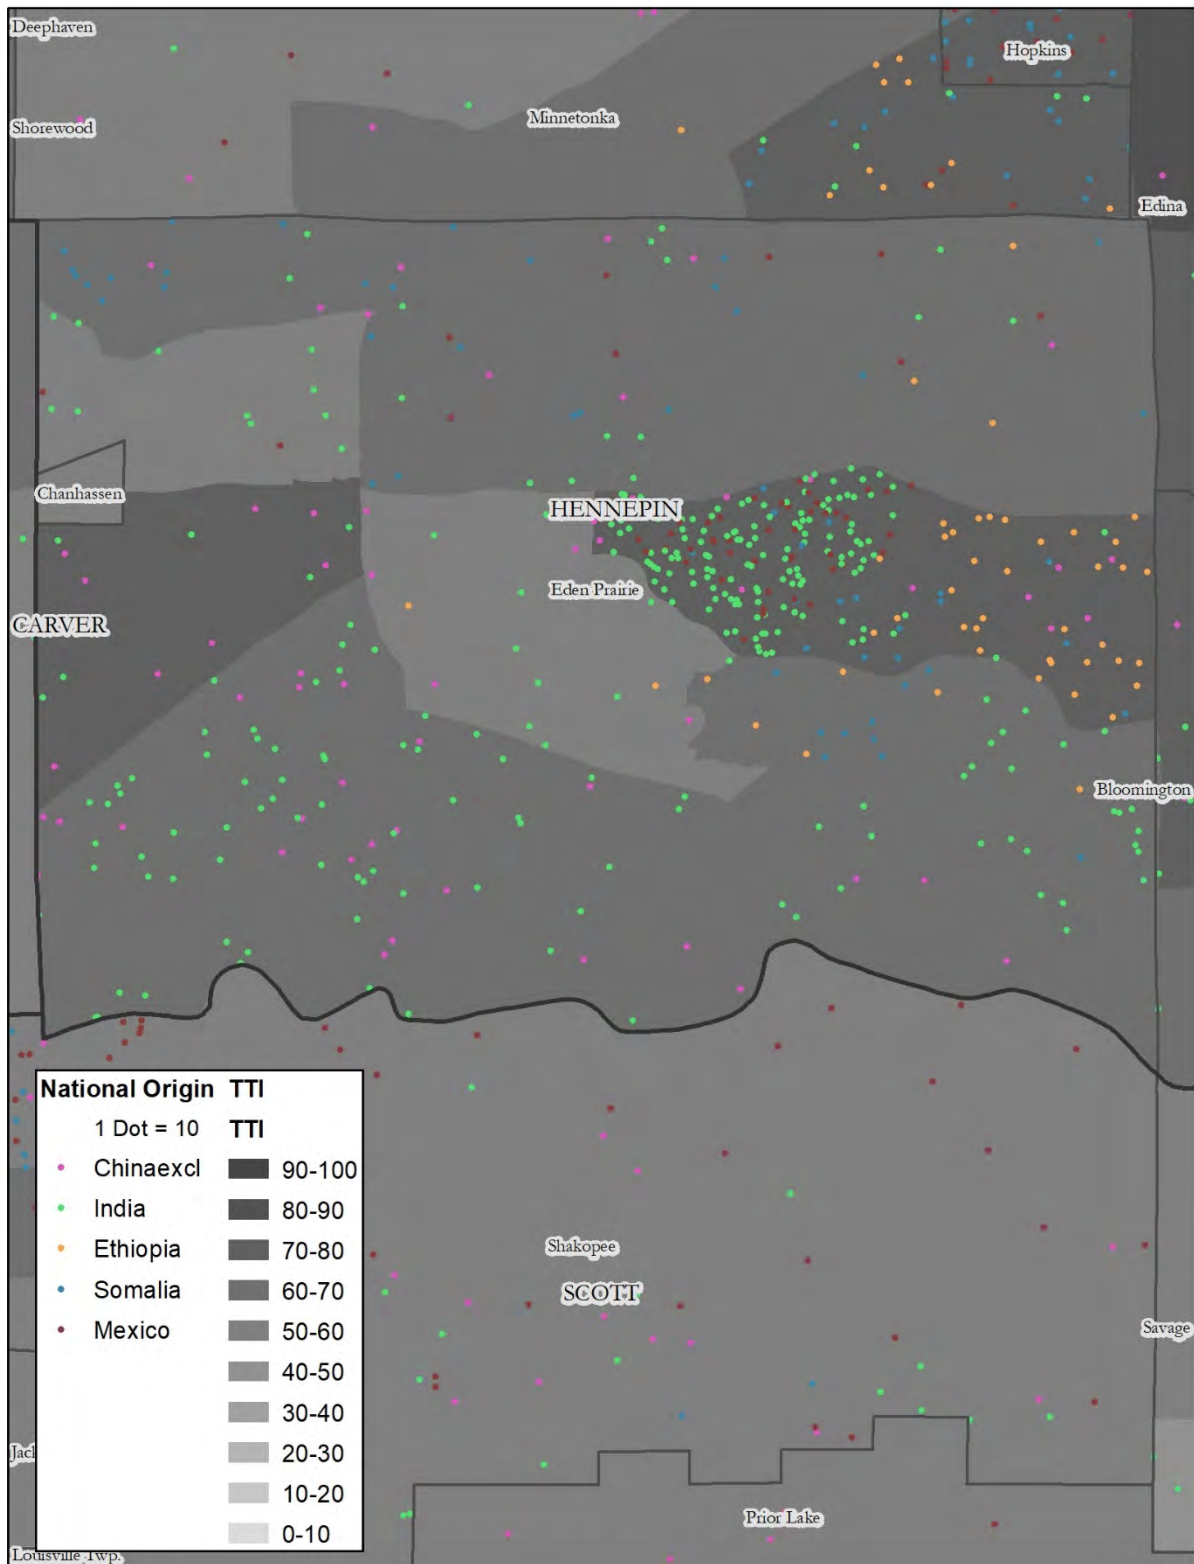 Deephaven
Hopkins
Minnetonka
Shorewood
Edina
Chanhassen
HENNEPIN
Eden Prairie
CARVER
Bloomington
National Origin TTI
1 Dot = 10 TTI
Chinaexcl 90-100
India 80-90
Ethiopia 70-80
Somalia 60-70
Mexico 50-60
40-50
30-40
20-30
10-20
0-10
Shakopee
SCOTT
Savage
Jack
Prior Lake
Louisville Twp.